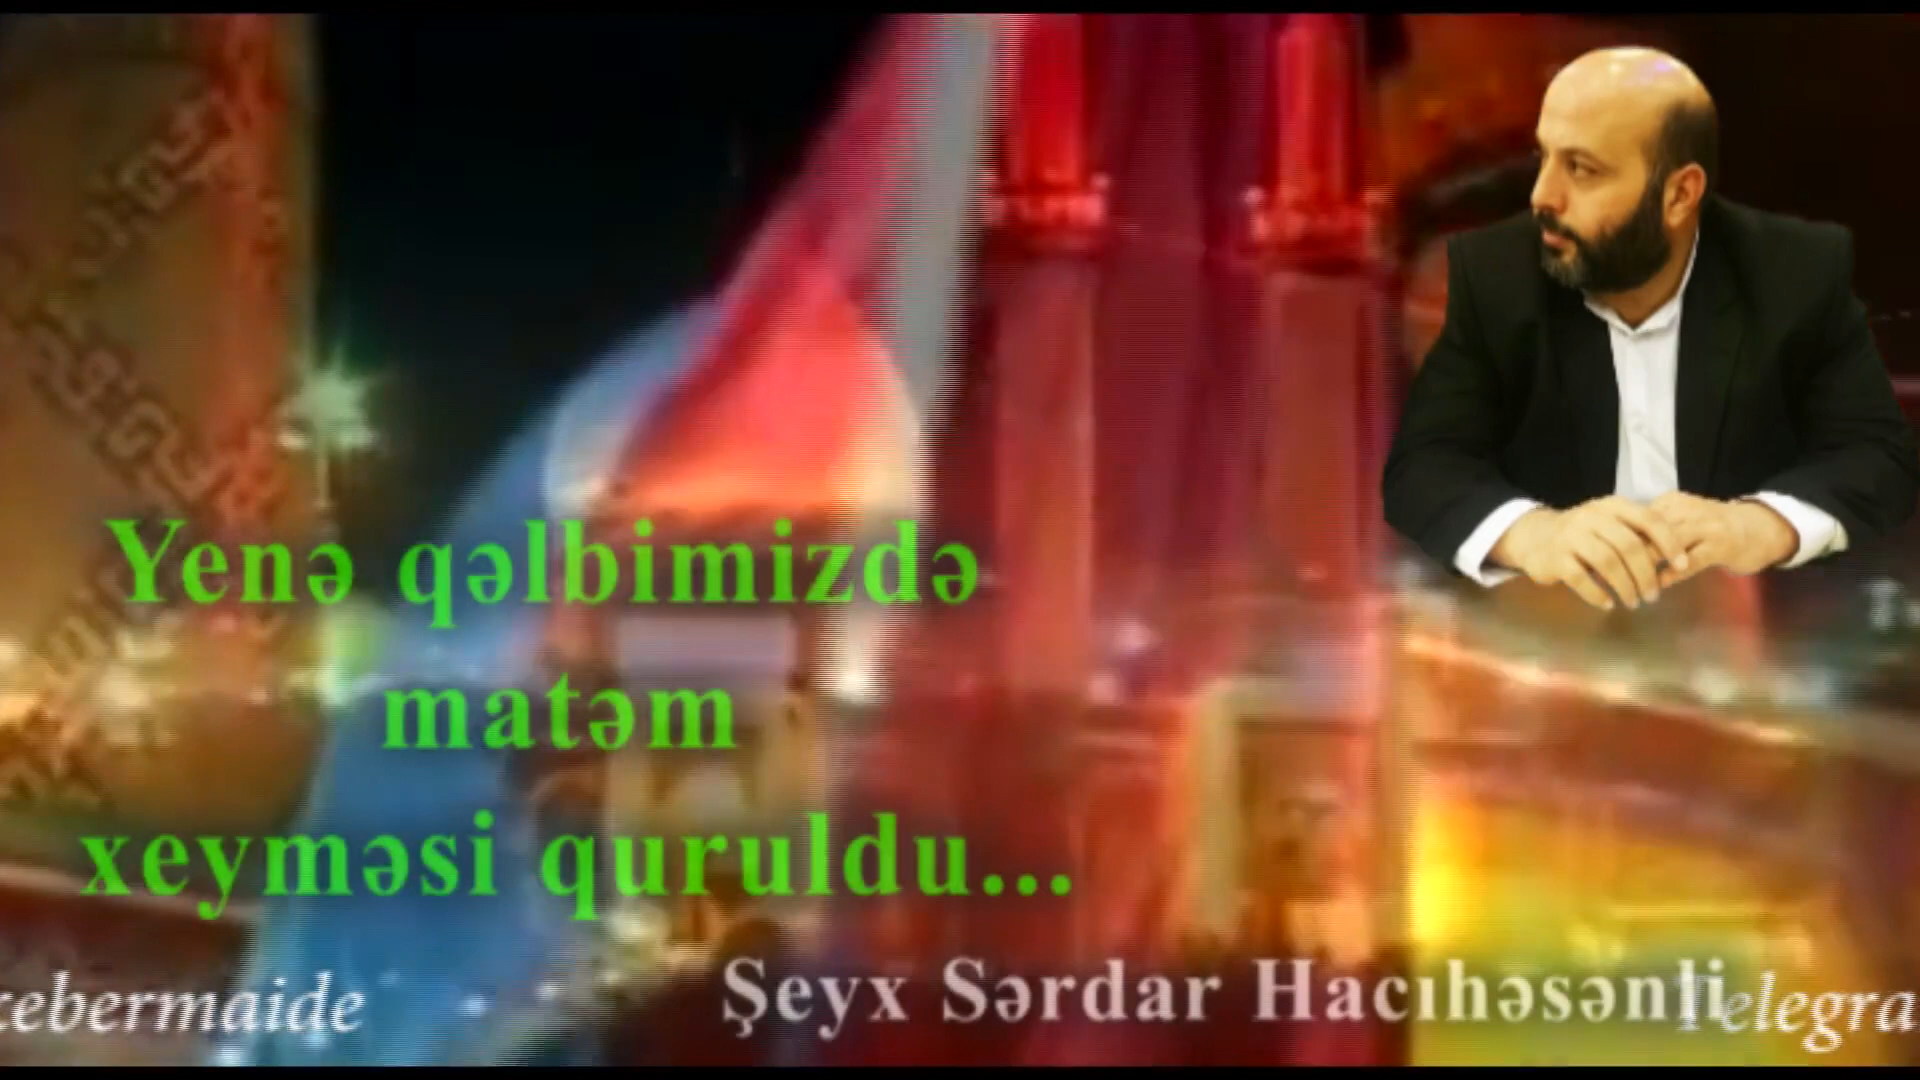 Yenə qəlbimizdə
matəm
xeyməsi quruldu...
Şeyx Sərdar Hacıhəsənli